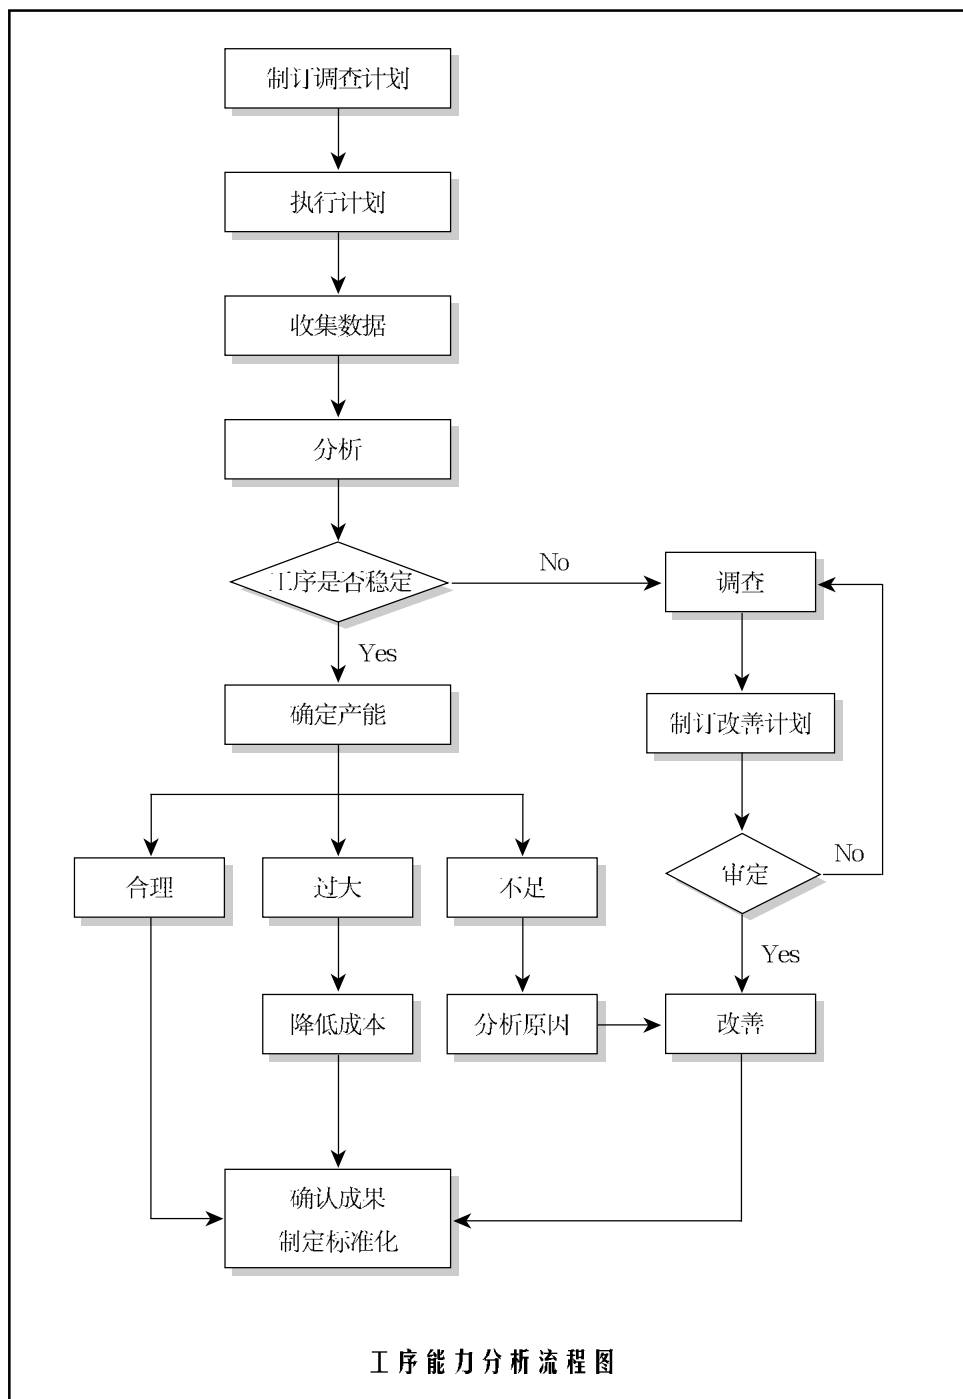 制订调查计划
执行计划
收集数据
分析
工序是否稳定
No
调查
Yes
确定产能
制订改善计划
合理
过大
不足
审定
No
Yes
降低成本
分析原因
改善
确认成果
制定标准化
工序能力分析流程图